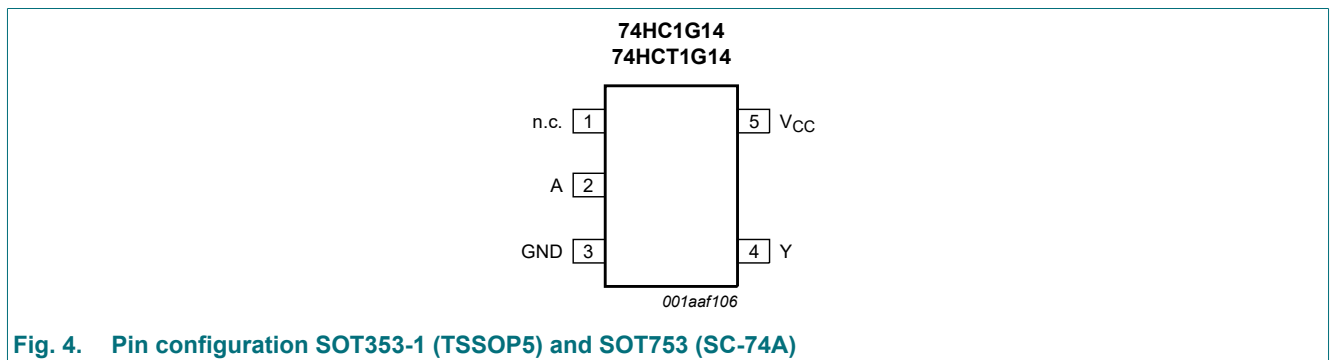 74HC1G14
74HCT1G14
n.c. 1
5 VCC
A 2
GND 3
4 Y
001aaf106
Fig. 4. Pin configuration SOT353-1 (TSSOP5) and SOT753 (SC-74A)